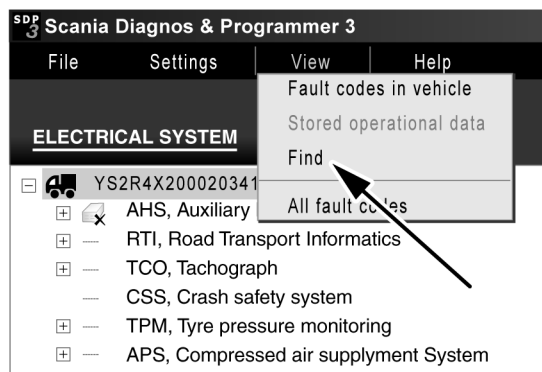 SDP3 Scania Diagnos & Programmer 3
File Settings View Help
Fault codes in vehicle
Stored operational data
ELECTRICAL SYSTEM
Find
YS2R4X200020341
All fault codes
AHS, Auxiliary
RTI, Road Transport Informatics
TCO, Tachograph
CSS, Crash safety system
TPM, Tyre pressure monitoring
APS, Compressed air supplyment System